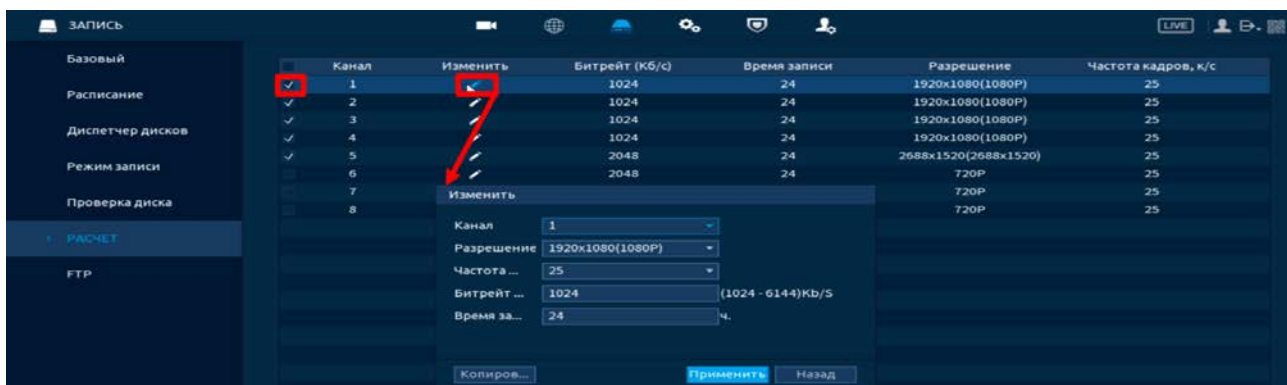 ЗАПИСЬ LIVE
Базовый
Расписание
Диспетчер дисков
Режим записи
Проверка диска
РАСЧЕТ
FTP
Канал Изменить Битрейт (Кб/с) Время записи Разрешение Частота кадров, к/с
1 1024 24 1920x1080(1080P) 25
2 1024 24 1920x1080(1080P) 25
3 1024 24 1920x1080(1080P) 25
4 1024 24 1920x1080(1080P) 25
5 2048 24 2688x1520(2688x1520) 25
6 2048 24 720P 25
7 720P 25
8 720P 25
Изменить
Канал 1
Разрешение 1920x1080(1080P)
Частота ... 25
Битрейт ... 1024 (1024 - 6144)Kb/S
Время за... 24 ч.
Копиров... Применить Назад